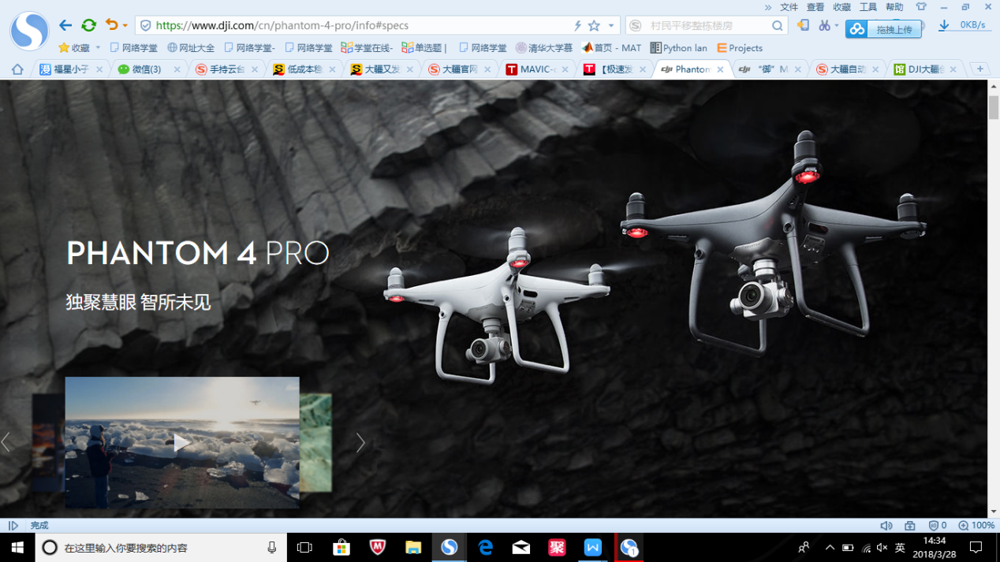 » 文件 查看 收藏 工具 帮助
https://www.dji.com/cn/phantom-4-pro/info#specs
村民平移整栋楼房
拖拽上传
0KB/s
收藏 网络学堂 网址大全 网络学堂- 网络学堂 学堂在线- 单选题 | 网络学堂 清华大学慕 首页 - MAT Python lan Projects
福星小子 微信(3) 手持云台 低成本稳 大疆又发 大疆官网 MAVIC- 【极速发 Phantom “御”M 大疆自动 DJI大疆创
PHANTOM 4 PRO
独聚慧眼 智所未见
完成
0
100%
在这里输入你要搜索的内容
聚
1
英
14:34
2018/3/28